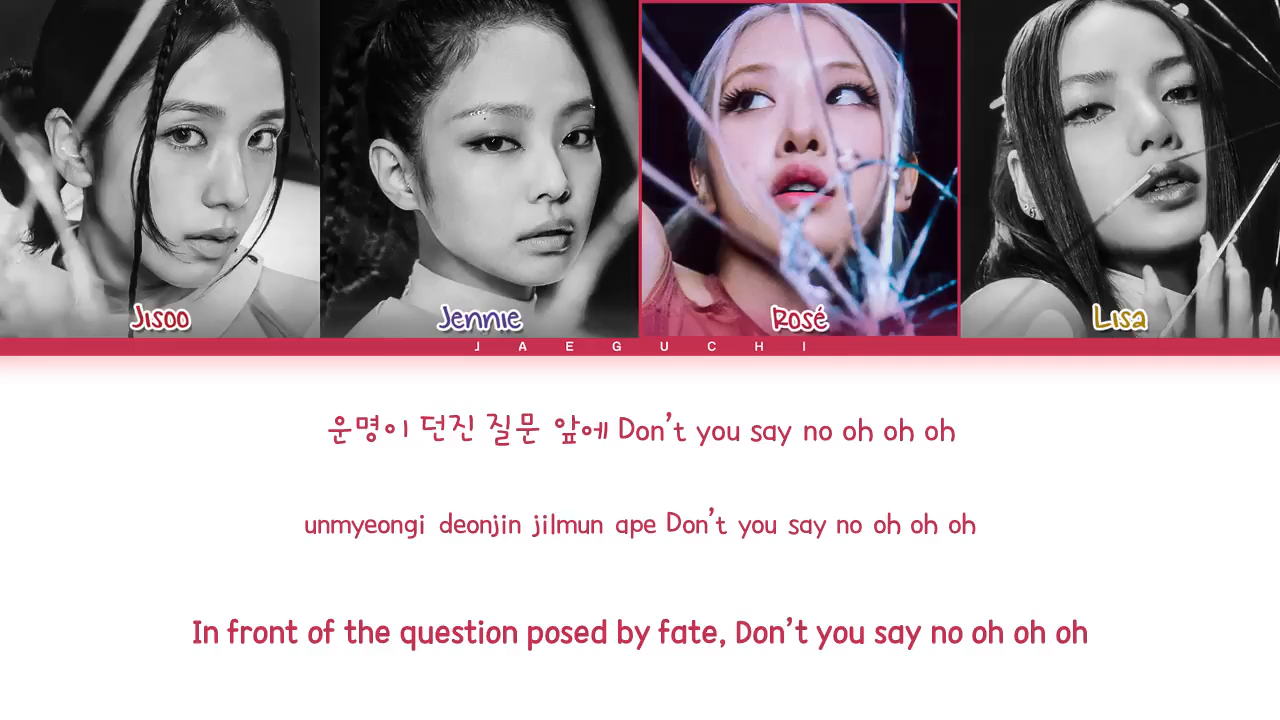 Jisoo Jennie Rosé Lisa
JAEGUCHI
운명이 던진 질문 앞에 Don't you say no oh oh oh
unmyeongi deonjin jilmun ape Don't you say no oh oh oh
In front of the question posed by fate, Don't you say no oh oh oh